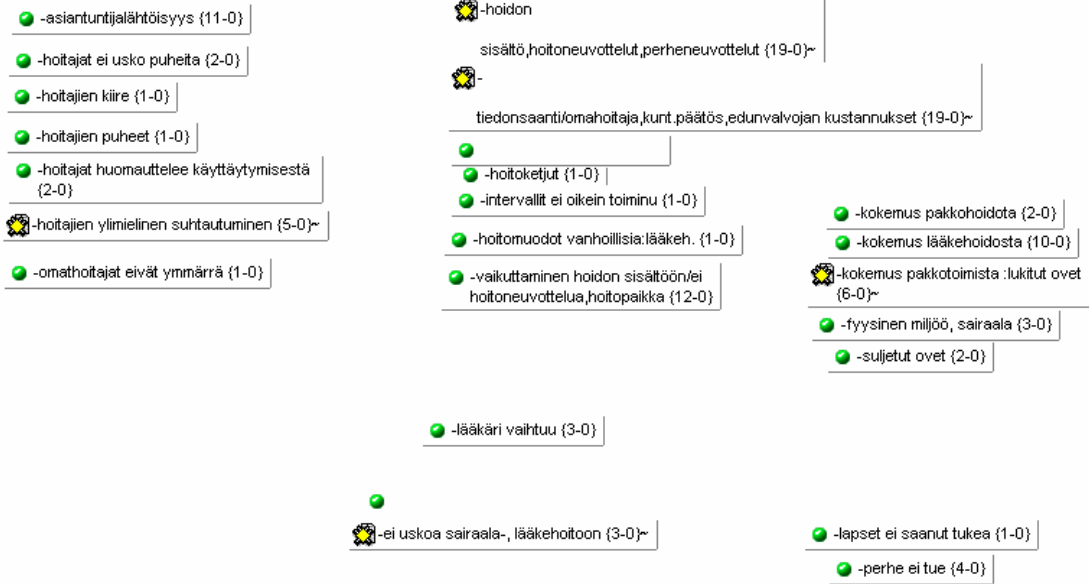 -asiantuntijalähtöisyys {11-0}
-hoitajat ei usko puheita {2-0}
-hoitajien kiire {1-0}
-hoitajien puheet {1-0}
-hoitajat huomauttelee käyttäytymisestä
{2-0}
-hoitajien ylimielinen suhtautuminen {5-0}~
-omathoitajat eivät ymmärrä {1-0}
-hoidon
sisältö,hoitoneuvottelut,perheneuvottelut {19-0}~
-
tiedonsaanti/omahoitaja,kunt.päätös,edunvalvojan kustannukset {19-0}~
-hoitoketjut {1-0}
-intervallit ei oikein toiminu {1-0}
-hoitomuodot vanhoillisia:lääkeh. {1-0}
-vaikuttaminen hoidon sisältöön/ei
hoitoneuvottelua,hoitopaikka {12-0}
-kokemus pakkohoidota {2-0}
-kokemus lääkehoidosta {10-0}
-kokemus pakkotoimista :lukitut ovet
{6-0}~
-fyysinen miljöö, sairaala {3-0}
-suljetut ovet {2-0}
-lääkäri vaihtuu {3-0}
-ei uskoa sairaala-, lääkehoitoon {3-0}~
-lapset ei saanut tukea {1-0}
-perhe ei tue {4-0}